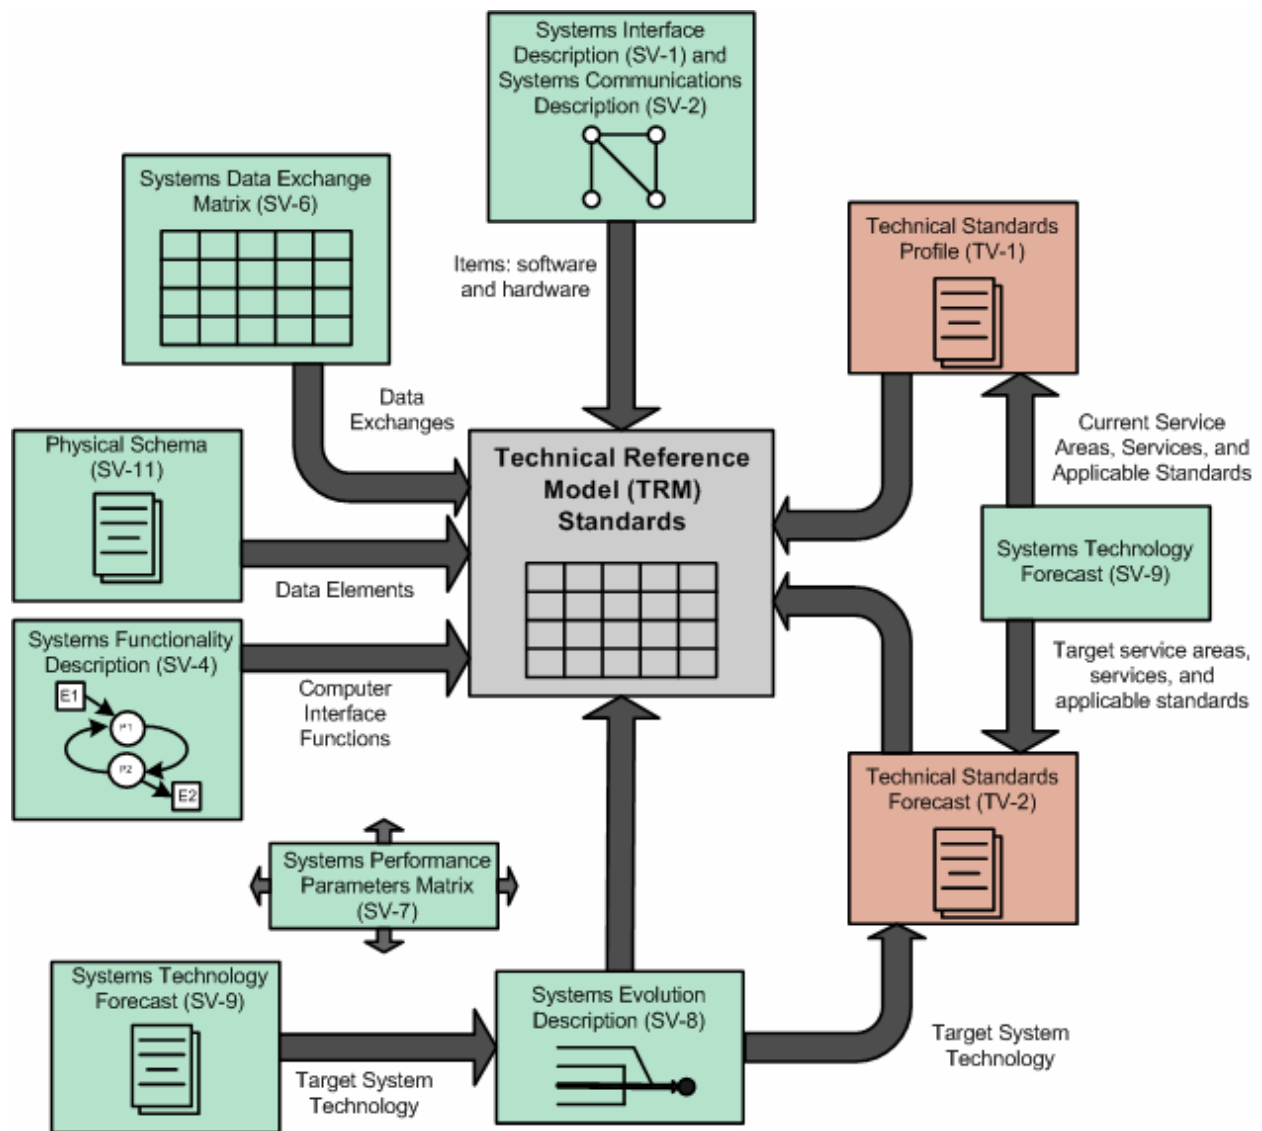 Systems Interface
Description (SV-1) and
Systems Communications
Description (SV-2)
Systems Data Exchange
Matrix (SV-6)
Items: software
and hardware
Technical Standards
Profile (TV-1)
Data
Exchanges
Current Service
Areas, Services, and
Applicable Standards
Physical Schema
(SV-11)
Technical Reference
Model (TRM)
Standards
Data Elements
Systems Technology
Forecast (SV-9)
Systems Functionality
Description (SV-4)
E1
P1
P2
E2
Computer
Interface
Functions
Target service areas,
services, and
applicable standards
Technical Standards
Forecast (TV-2)
Systems Performance
Parameters Matrix
(SV-7)
Systems Technology
Forecast (SV-9)
Target System
Technology
Systems Evolution
Description (SV-8)
Target System
Technology